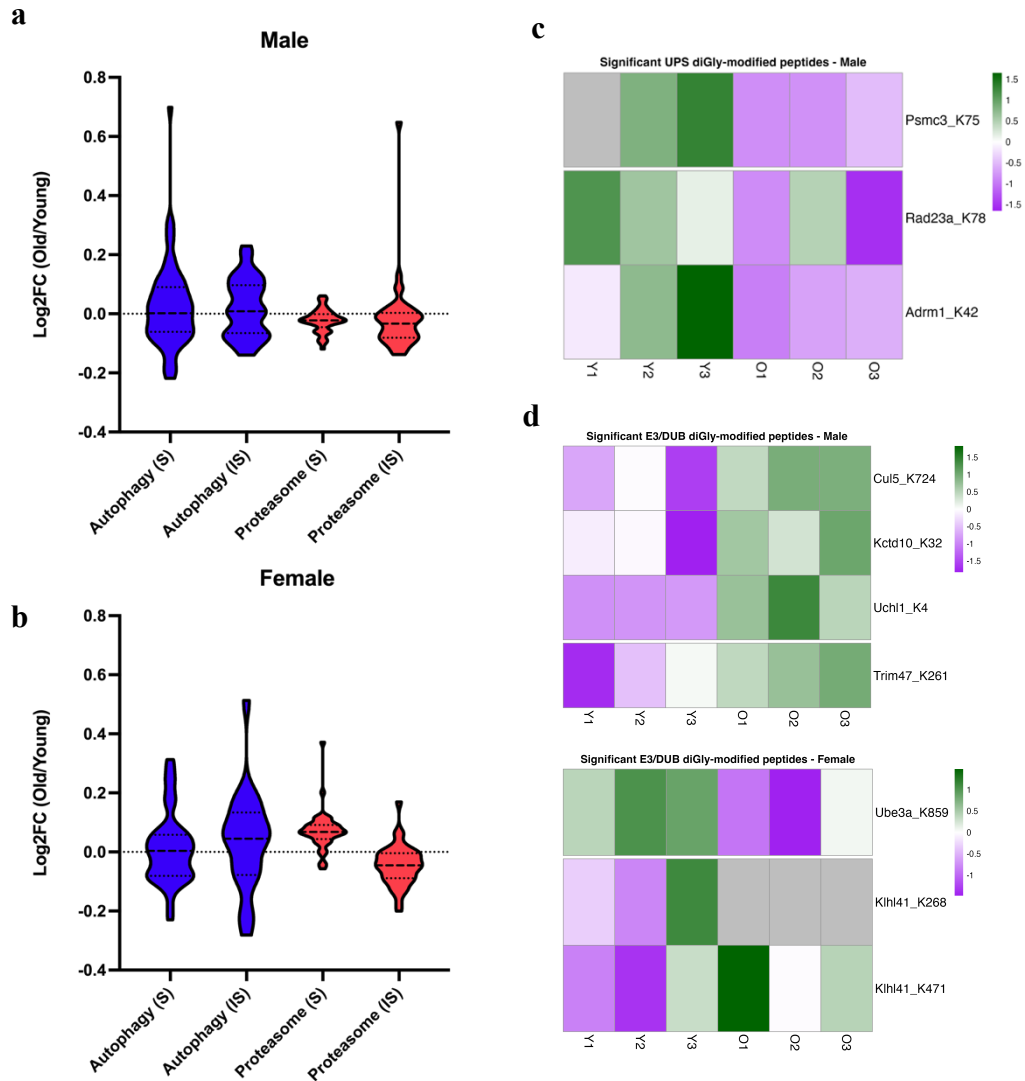 a
Male
0.8
0.6
0.4
0.2
0.0
-0.2
-0.4
Log2FC (Old/Young)
Autophagy (S)
Autophagy (IS)
Proteasome (S)
Proteasome (IS)
b
Female
0.8
0.6
0.4
0.2
0.0
-0.2
-0.4
Log2FC (Old/Young)
Autophagy (S)
Autophagy (IS)
Proteasome (S)
Proteasome (IS)
c
Significant UPS diGly-modified peptides - Male
Psmc3_K75
Rad23a_K78
Adrm1_K42
Y1 Y2 Y3 O1 O2 O3
1.5
1
0.5
0
-0.5
-1
-1.5
d
Significant E3/DUB diGly-modified peptides - Male
Cul5_K724
Kctd10_K32
Uchl1_K4
Trim47_K261
Y1 Y2 Y3 O1 O2 O3
1.5
1
0.5
0
-0.5
-1
-1.5
Significant E3/DUB diGly-modified peptides - Female
Ube3a_K859
Klhl41_K268
Klhl41_K471
Y1 Y2 Y3 O1 O2 O3
1
0.5
0
-0.5
-1